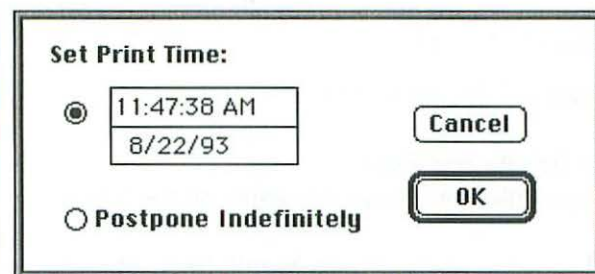 Set Print Time:
11:47:38 AM
8/22/93
Cancel
OK
Postpone Indefinitely